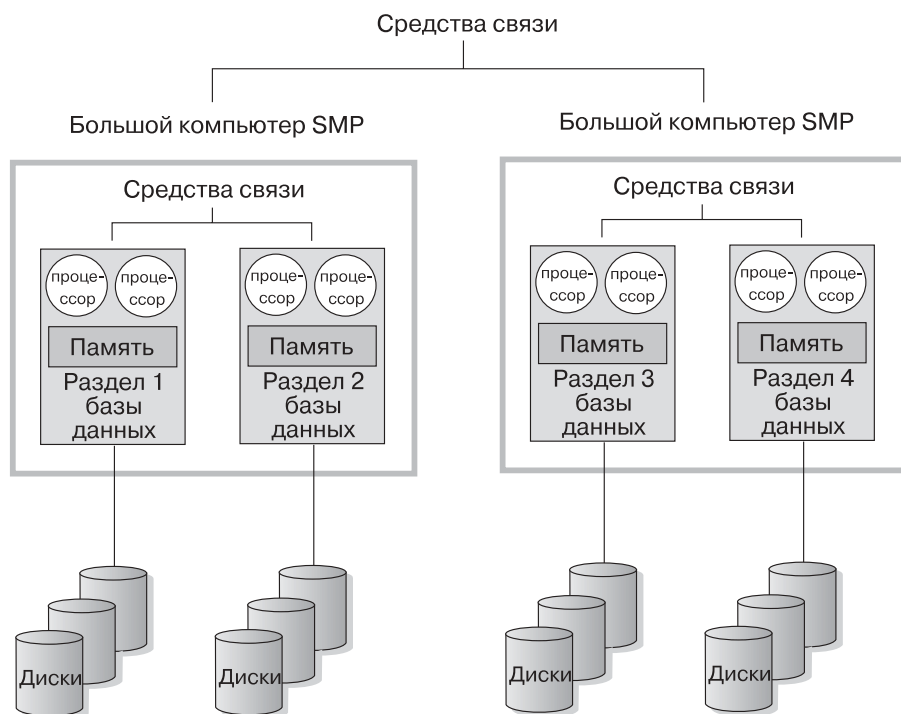 Средства связи
Большой компьютер SMP
Большой компьютер SMP
Средства связи
Средства связи
проце-
ссор
проце-
ссор
Память
Раздел 1
базы
данных
проце-
ссор
проце-
ссор
Память
Раздел 2
базы
данных
проце-
ссор
проце-
ссор
Память
Раздел 3
базы
данных
проце-
ссор
проце-
ссор
Память
Раздел 4
базы
данных
Диски
Диски
Диски
Диски